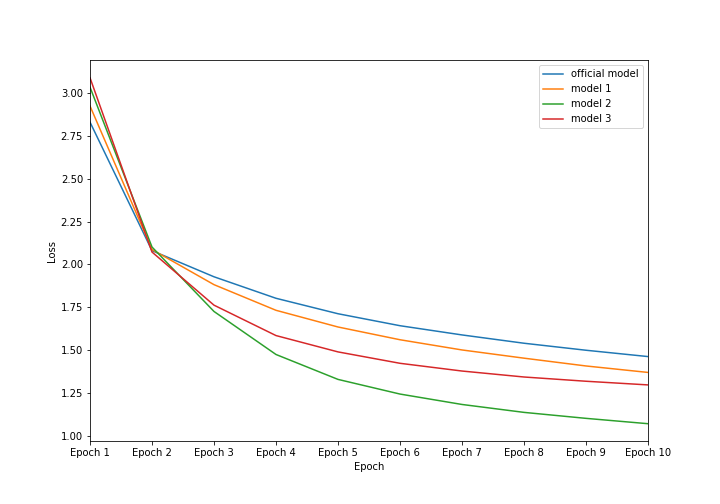 official model
model 1
model 2
model 3
3.00
2.75
2.50
2.25
2.00
1.75
1.50
1.25
1.00
Loss
Epoch 1 Epoch 2 Epoch 3 Epoch 4 Epoch 5 Epoch 6 Epoch 7 Epoch 8 Epoch 9 Epoch 10
Epoch